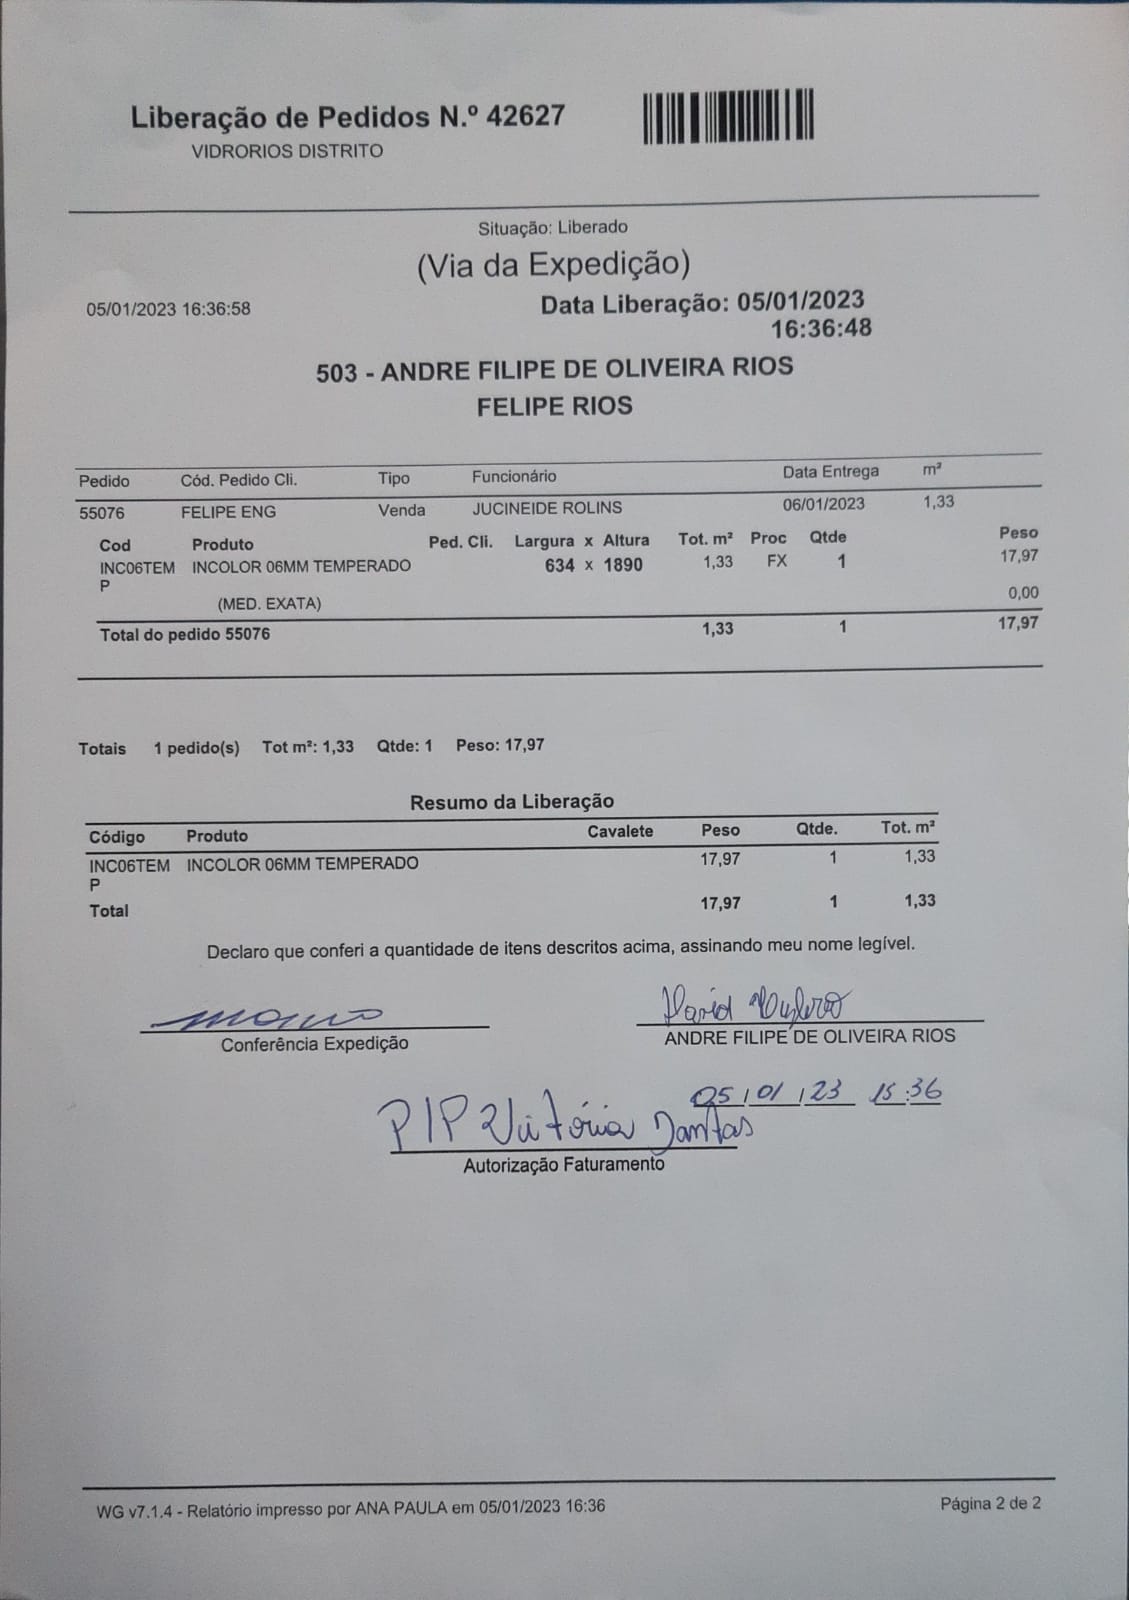 Liberação de Pedidos N.º 42627
VIDRORIOS DISTRITO
Situação: Liberado
(Via da Expedição)
05/01/2023 16:36:58
Data Liberação: 05/01/2023
16:36:48
503 - ANDRE FILIPE DE OLIVEIRA RIOS
FELIPE RIOS
Pedido Cód. Pedido Cli. Tipo Funcionário Data Entrega m²
55076 FELIPE ENG Venda JUCINEIDE ROLINS 06/01/2023 1,33
Cod Produto Ped. Cli. Largura x Altura Tot. m² Proc Qtde Peso
INC06TEM INCOLOR 06MM TEMPERADO 634 x 1890 1,33 FX 1 17,97
P
(MED. EXATA) 0,00
Total do pedido 55076 1,33 1 17,97
Totais 1 pedido(s) Tot m²: 1,33 Qtde: 1 Peso: 17,97
Resumo da Liberação
Código Produto Cavalete Peso Qtde. Tot. m²
INC06TEM INCOLOR 06MM TEMPERADO 17,97 1 1,33
P
Total 17,97 1 1,33
Declaro que conferi a quantidade de itens descritos acima, assinando meu nome legível.
David
Conferência Expedição
ANDRE FILIPE DE OLIVEIRA RIOS
05/01/23 15:36
P/P Vitória Dantas
Autorização Faturamento
WG v7.1.4 - Relatório impresso por ANA PAULA em 05/01/2023 16:36
Página 2 de 2